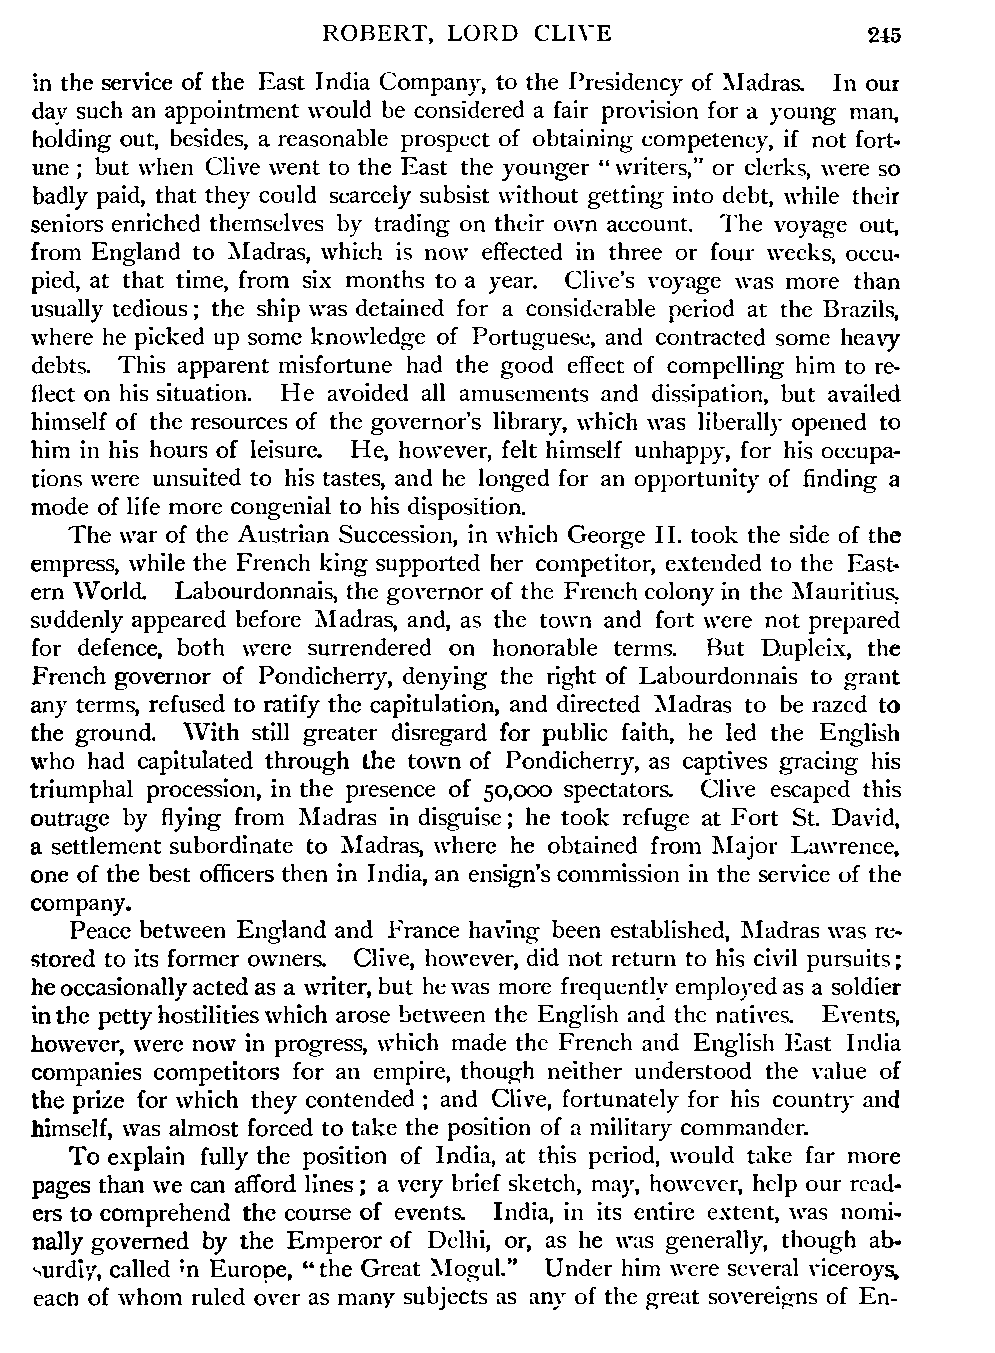 ROBERT, LORD CLIVE 245
in the service of the East India Company, to the Presidency of Madras. In our
day such an appointment would be considered a fair provision for a young man,
holding out, besides, a reasonable prospect of obtaining competency, if not fort-
une ; but when Clive went to the East the younger “ writers,” or clerks, were so
badly paid, that they could scarcely subsist without getting into debt, while their
seniors enriched themselves by trading on their own account. The voyage out,
from England to Madras, which is now effected in three or four weeks, occu-
pied, at that time, from six months to a year. Clive’s voyage was more than
usually tedious ; the ship was detained for a considerable period at the Brazils,
where he picked up some knowledge of Portuguese, and contracted some heavy
debts. This apparent misfortune had the good effect of compelling him to re-
flect on his situation. He avoided all amusements and dissipation, but availed
himself of the resources of the governor’s library, which was liberally opened to
him in his hours of leisure. He, however, felt himself unhappy, for his occupa-
tions were unsuited to his tastes, and he longed for an opportunity of finding a
mode of life more congenial to his disposition.
The war of the Austrian Succession, in which George II. took the side of the
empress, while the French king supported her competitor, extended to the East-
ern World. Labourdonnais, the governor of the French colony in the Mauritius,
suddenly appeared before Madras, and, as the town and fort were not prepared
for defence, both were surrendered on honorable terms. But Dupleix, the
French governor of Pondicherry, denying the right of Labourdonnais to grant
any terms, refused to ratify the capitulation, and directed Madras to be razed to
the ground. With still greater disregard for public faith, he led the English
who had capitulated through the town of Pondicherry, as captives gracing his
triumphal procession, in the presence of 50,000 spectators. Clive escaped this
outrage by flying from Madras in disguise ; he took refuge at Fort St. David,
a settlement subordinate to Madras, where he obtained from Major Lawrence,
one of the best officers then in India, an ensign’s commission in the service of the
company.
Peace between England and France having been established, Madras was re-
stored to its former owners. Clive, however, did not return to his civil pursuits ;
he occasionally acted as a writer, but he was more frequently employed as a soldier
in the petty hostilities which arose between the English and the natives. Events,
however, were now in progress, which made the French and English East India
companies competitors for an empire, though neither understood the value of
the prize for which they contended ; and Clive, fortunately for his country and
himself, was almost forced to take the position of a military commander.
To explain fully the position of India, at this period, would take far more
pages than we can afford lines ; a very brief sketch, may, however, help our read-
ers to comprehend the course of events. India, in its entire extent, was nomi-
nally governed by the Emperor of Delhi, or, as he was generally, though ab-
surdly, called in Europe, “ the Great Mogul.” Under him were several viceroys,
each of whom ruled over as many subjects as any of the great sovereigns of En-